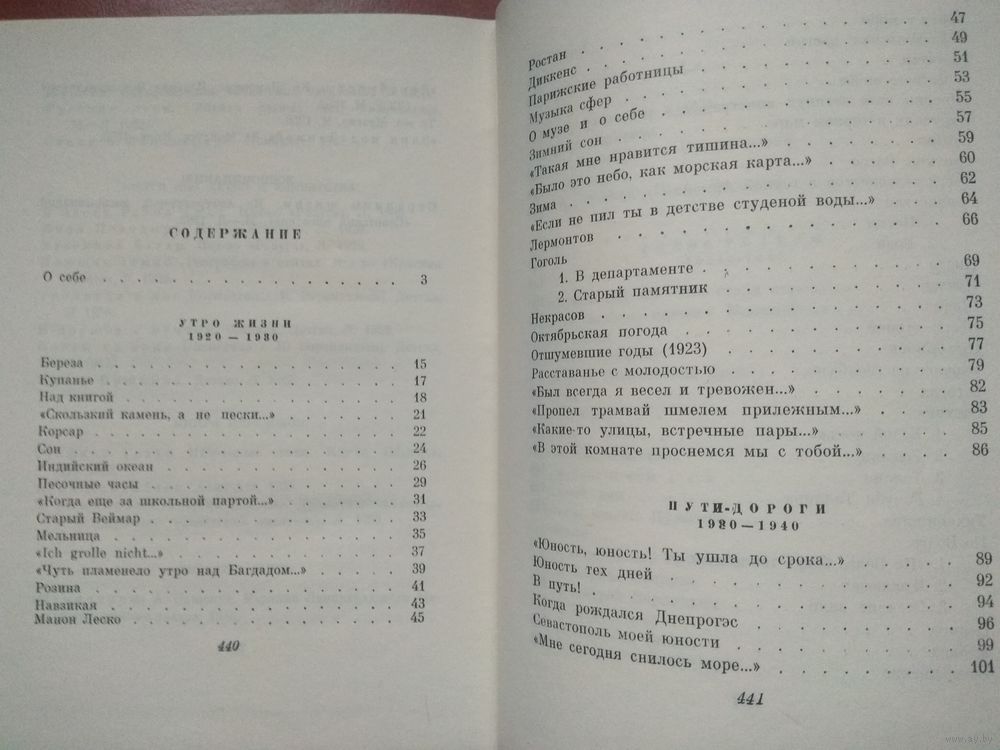 СОДЕРЖАНИЕ
О себе . . . . . . . . . . . . . . . . 3
УТРО ЖИЗНИ
1920 — 1930
Береза . . . . . . . . . . . . . . . . 15
Купанье . . . . . . . . . . . . . . . . 17
Над книгой . . . . . . . . . . . . . . . 18
«Скользкий камень, а не пески...» . . . . . . . 21
Корсар . . . . . . . . . . . . . . . . 22
Сон . . . . . . . . . . . . . . . . . 24
Индийский океан . . . . . . . . . . . . . 26
Песочные часы . . . . . . . . . . . . . . 29
«Когда еще за школьной партой...» . . . . . . . 31
Старый Веймар . . . . . . . . . . . . . . 33
Мельница . . . . . . . . . . . . . . . 35
«Ich grolle nicht...» . . . . . . . . . . . . 37
«Чуть пламенело утро над Багдадом...» . . . . . . 39
Розина . . . . . . . . . . . . . . . . 41
Навзикая . . . . . . . . . . . . . . . 43
Манон Леско . . . . . . . . . . . . . . 45
440
Ростан . . . . . . . . . . . . . . . . 47
Диккенс . . . . . . . . . . . . . . . . 49
Парижские работницы . . . . . . . . . . . 51
Музыка сфер . . . . . . . . . . . . . . 53
О музе и о себе . . . . . . . . . . . . . 55
Зимний сон . . . . . . . . . . . . . . 57
«Такая мне нравится тишина...» . . . . . . . . 59
«Было это небо, как морская карта...» . . . . . . 60
Зима . . . . . . . . . . . . . . . . 62
«Если не пил ты в детстве студеной воды...» . . . . 64
Лермонтов . . . . . . . . . . . . . . . 66
Гоголь
1. В департаменте . . . . . . . . . . . . 69
2. Старый памятник . . . . . . . . . . . 71
Некрасов . . . . . . . . . . . . . . . 73
Октябрьская погода . . . . . . . . . . . . 75
Отшумевшие годы (1923) . . . . . . . . . . 77
Расставанье с молодостью . . . . . . . . . . 79
«Был всегда я весел и тревожен...» . . . . . . . 82
«Пропел трамвай шмелем прилежным...» . . . . . 83
«Какие-то улицы, встречные пары...» . . . . . . 85
«В этой комнате проснемся мы с тобой...» . . . . . 86
ПУТИ-ДОРОГИ
1930 — 1940
«Юность, юность! Ты ушла до срока...» . . . . . . 89
Юность тех дней . . . . . . . . . . . . . 92
В путь! . . . . . . . . . . . . . . . . 94
Когда рождался Днепрогэс . . . . . . . . . . 96
Севастополь моей юности . . . . . . . . . . 99
«Мне сегодня снилось море...» . . . . . . . . 101
441
www.ay.by